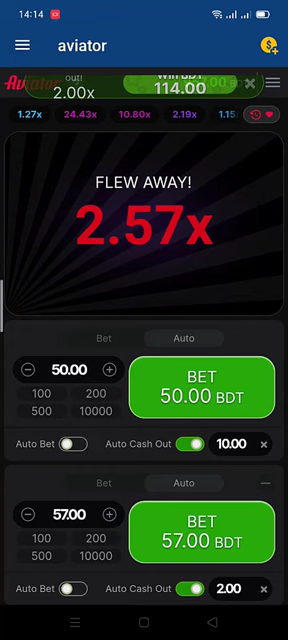 14:14
aviator
Aviator out! Win BDT
2.00x 114.00
1.27x 24.43x 10.80x 2.19x 1.15
FLEW AWAY!
2.57x
Bet Auto
50.00
100 200
500 10000
BET
50.00 BDT
Auto Bet Auto Cash Out 10.00
Bet Auto
57.00
100 200
500 10000
BET
57.00 BDT
Auto Bet Auto Cash Out 2.00